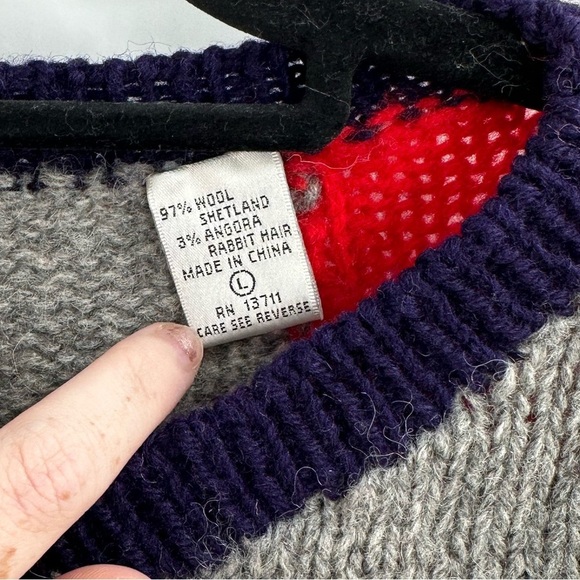 97% WOOL
SHETLAND
3% ANGORA
RABBIT HAIR
MADE IN CHINA
L
RN 13711
CARE SEE REVERSE